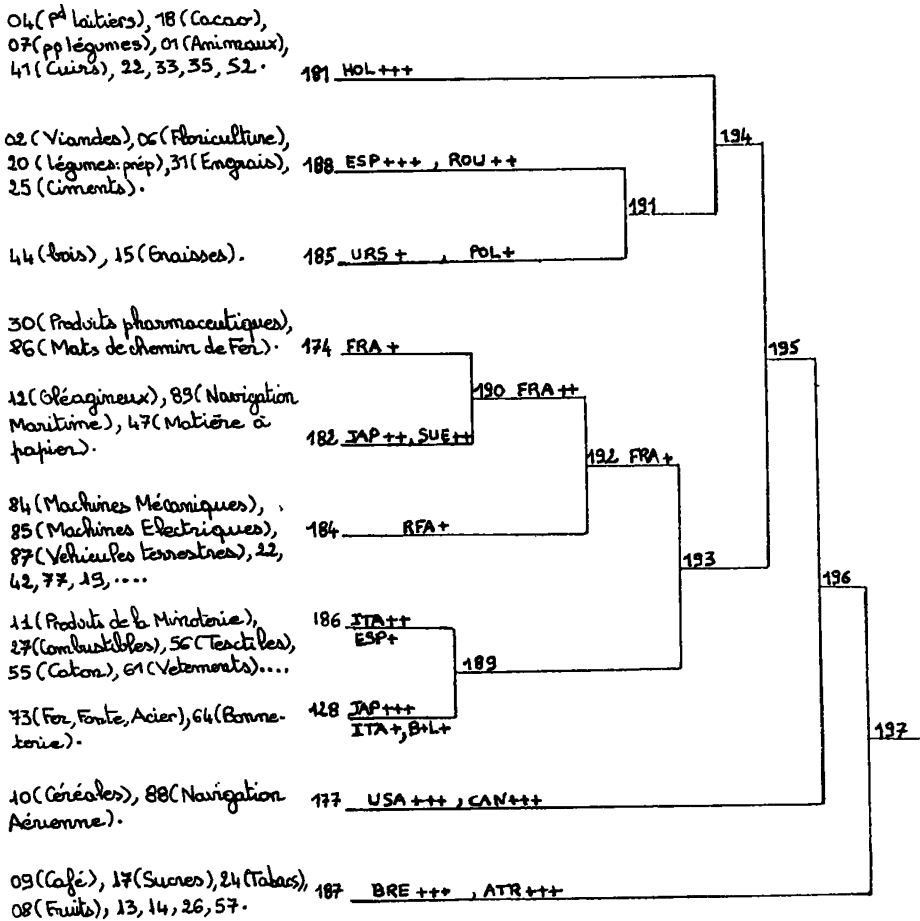 04(Pd laitiers), 18(Cacao),
07(pp légumes), 01(Animaux),
41(Cuirs), 22, 33, 35, 52.
181 HOL+++
194
02(Viandes), 06(Floriculture),
20(légumes:prép), 31(Engrais),
25(Ciments).
188 ESP+++, ROU++
191
44(bois), 15(Graisses).
185 URS+, POL+
30(Produits pharmaceutiques),
86(Mats de chemin de Fer).
174 FRA+
195
12(Oléagineux), 89(Navigation
Maritime), 47(Matière à
papier).
190 FRA++
182 JAP++, SUE++
192 FRA+
84(Machines Mécaniques),
85(Machines Electriques),
87(Vehicules terrestres), 22,
42, 77, 19, ....
184 RFA+
193
196
11(Produits de la Minoterie),
27(Combustibles), 56(Textiles),
55(Coton), 61(Vetements)....
186 ITA++
ESP+
189
73(Fer, Fonte, Acier), 64(Bonne-
terie).
128 JAP+++
ITA+, B+L+
197
10(Céréales), 88(Navigation
Aérienne).
177 USA+++, CAN+++
09(Café), 17(Sucres), 24(Tabacs),
08(Fruits), 13, 14, 26, 57.
187 BRE+++, ATR+++